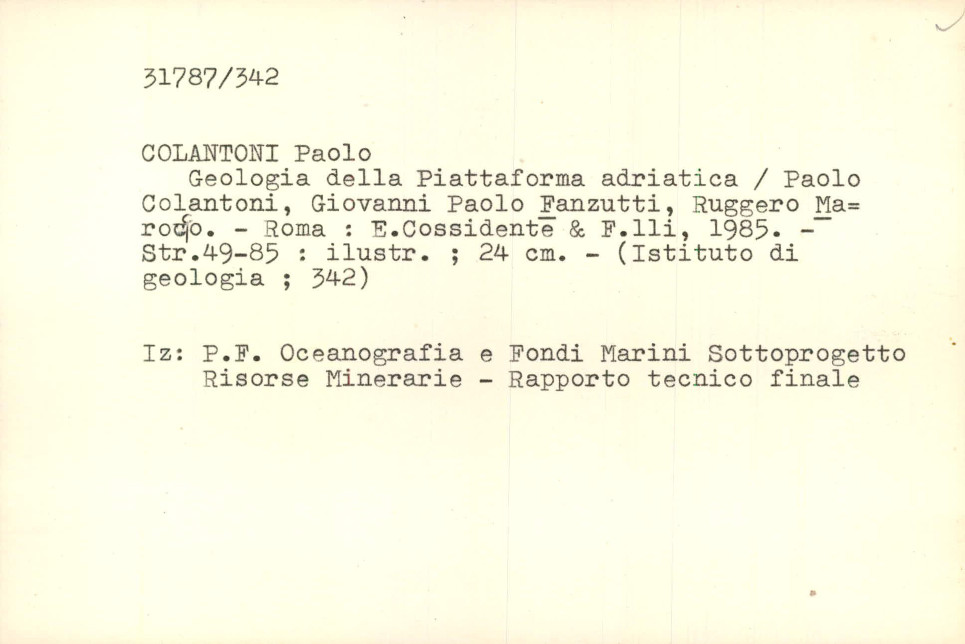 31787/342
COLANTONI Paolo
Geologia della Piattaforma adriatica / Paolo
Colantoni, Giovanni Paolo Fanzutti, Ruggero Ma=
rocco. - Roma : E.Cossidente & F.lli, 1985. -
Str.49-85 : ilustr. ; 24 cm. - (Istituto di
geologia ; 342)
Iz: P.F. Oceanografia e Fondi Marini Sottoprogetto
Risorse Minerarie - Rapporto tecnico finale